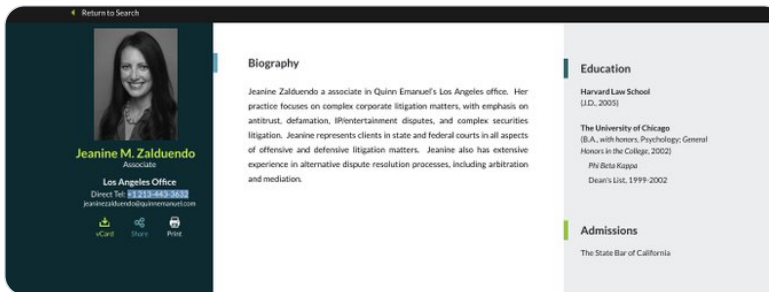 Return to Search
Jeanine M. Zalduendo
Associate
Los Angeles Office
Direct Tel: +1 213-443-3632
jeaninezalduendo@quinnemanuel.com
vCard
Share
Print
Biography
Jeanine Zalduendo a associate in Quinn Emanuel's Los Angeles office. Her
practice focuses on complex corporate litigation matters, with emphasis on
antitrust, defamation, IP/entertainment disputes, and complex securities
litigation. Jeanine represents clients in state and federal courts in all aspects
of offensive and defensive litigation matters. Jeanine also has extensive
experience in alternative dispute resolution processes, including arbitration
and mediation.
Education
Harvard Law School
(J.D., 2005)
The University of Chicago
(B.A., with honors, Psychology; General
Honors in the College, 2002)
Phi Beta Kappa
Dean's List, 1999-2002
Admissions
The State Bar of California